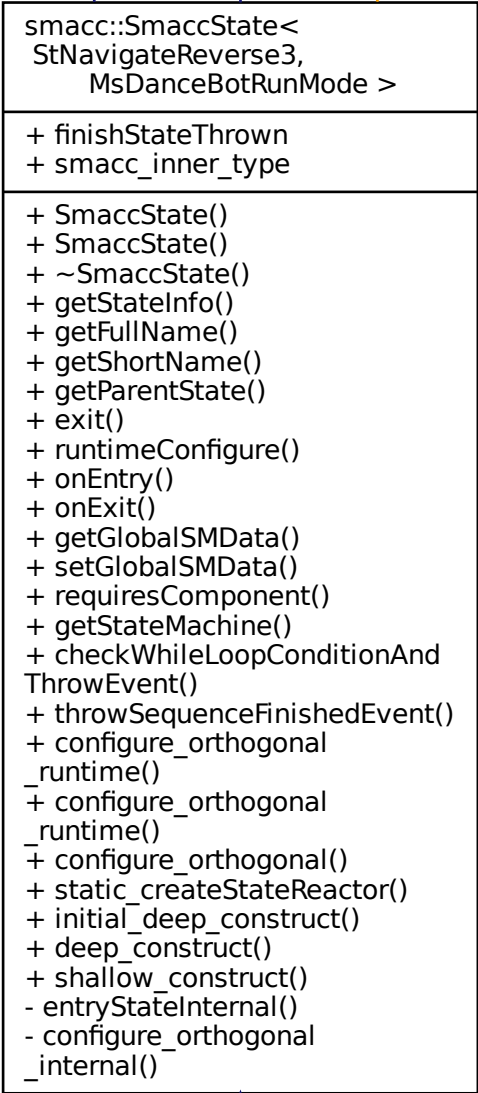 smacc::SmaccState<
StNavigateReverse3,
MsDanceBotRunMode >
+ finishStateThrown
+ smacc_inner_type
+ SmaccState()
+ SmaccState()
+ ~SmaccState()
+ getStateInfo()
+ getFullName()
+ getShortName()
+ getParentState()
+ exit()
+ runtimeConfigure()
+ onEntry()
+ onExit()
+ getGlobalSMData()
+ setGlobalSMData()
+ requiresComponent()
+ getStateMachine()
+ checkWhileLoopConditionAnd
ThrowEvent()
+ throwSequenceFinishedEvent()
+ configure_orthogonal
_runtime()
+ configure_orthogonal
_runtime()
+ configure_orthogonal()
+ static_createStateReactor()
+ initial_deep_construct()
+ deep_construct()
+ shallow_construct()
- entryStateInternal()
- configure_orthogonal
_internal()